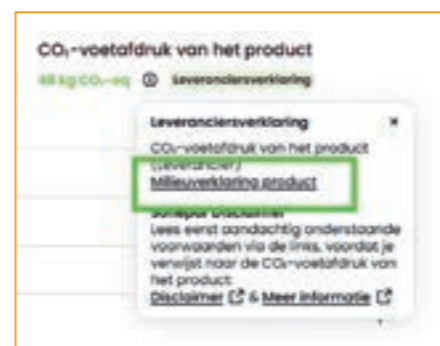 CO₂-voetafdruk van het product
48 kg CO₂-eq ⓘ Leveranciersverklaring
Leveranciersverklaring ×
CO₂-voetafdruk van het product
(Leverancier)
Milieuverklaring product
Disclaimer
Lees eerst aandachtig onderstaande
voorwaarden via de links, voordat je
verwijst naar de CO₂-voetafdruk van
het product:
Disclaimer & Meer informatie